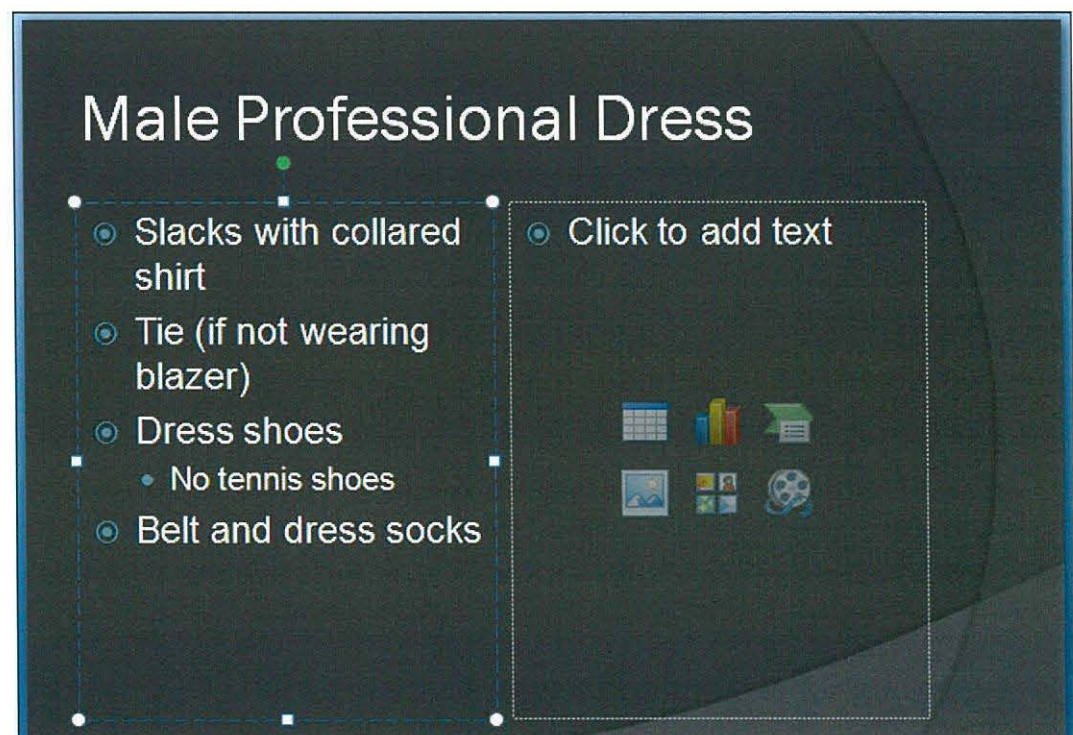 Male Professional Dress
Slacks with collared
shirt
Tie (if not wearing
blazer)
Dress shoes
No tennis shoes
Belt and dress socks
Click to add text